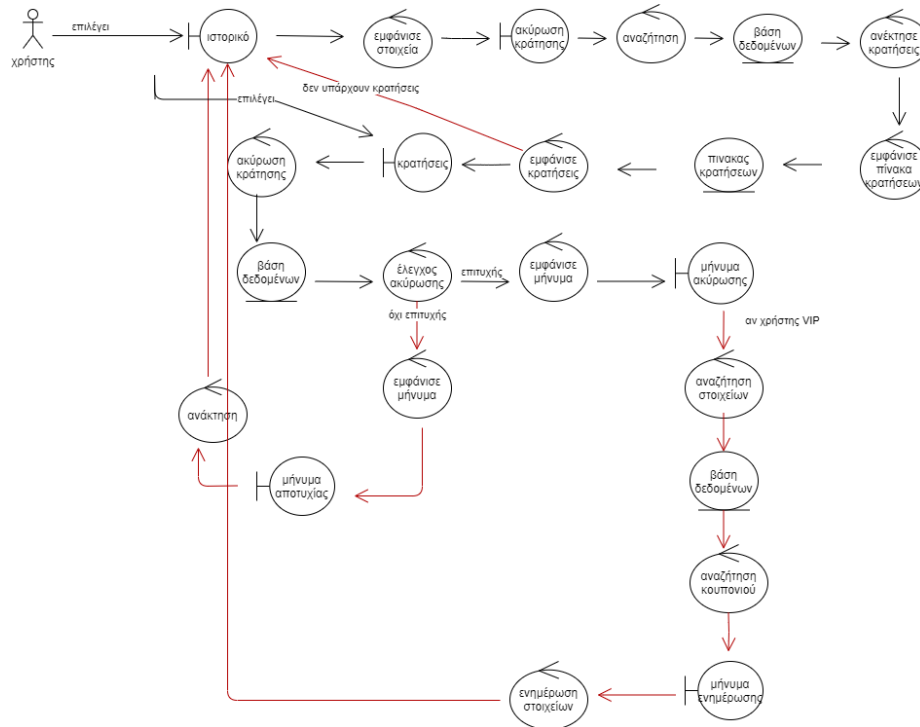 επιλέγει
χρήστης
ιστορικό
εμφάνισε
στοιχεία
ακύρωση
κράτησης
αναζήτηση
βάση
δεδομένων
ανέκτησε
κρατήσεις
δεν υπάρχουν κρατήσεις
επιλέγει
ακύρωση
κράτησης
κρατήσεις
εμφάνισε
κρατήσεις
πινακας
κρατήσεων
εμφάνισε
πίνακα
κρατήσεων
βάση
δεδομένων
έλεγχος
ακύρωσης
επιτυχής
εμφάνισε
μήνυμα
μήνυμα
ακύρωσης
όχι επιτυχής
αν χρήστης VIP
εμφάνισε
μήνυμα
αναζήτηση
στοιχείων
ανάκτηση
μήνυμα
αποτυχίας
βάση
δεδομένων
αναζήτηση
κουπονιού
ενημέρωση
στοιχείων
μήνυμα
ενημέρωσης